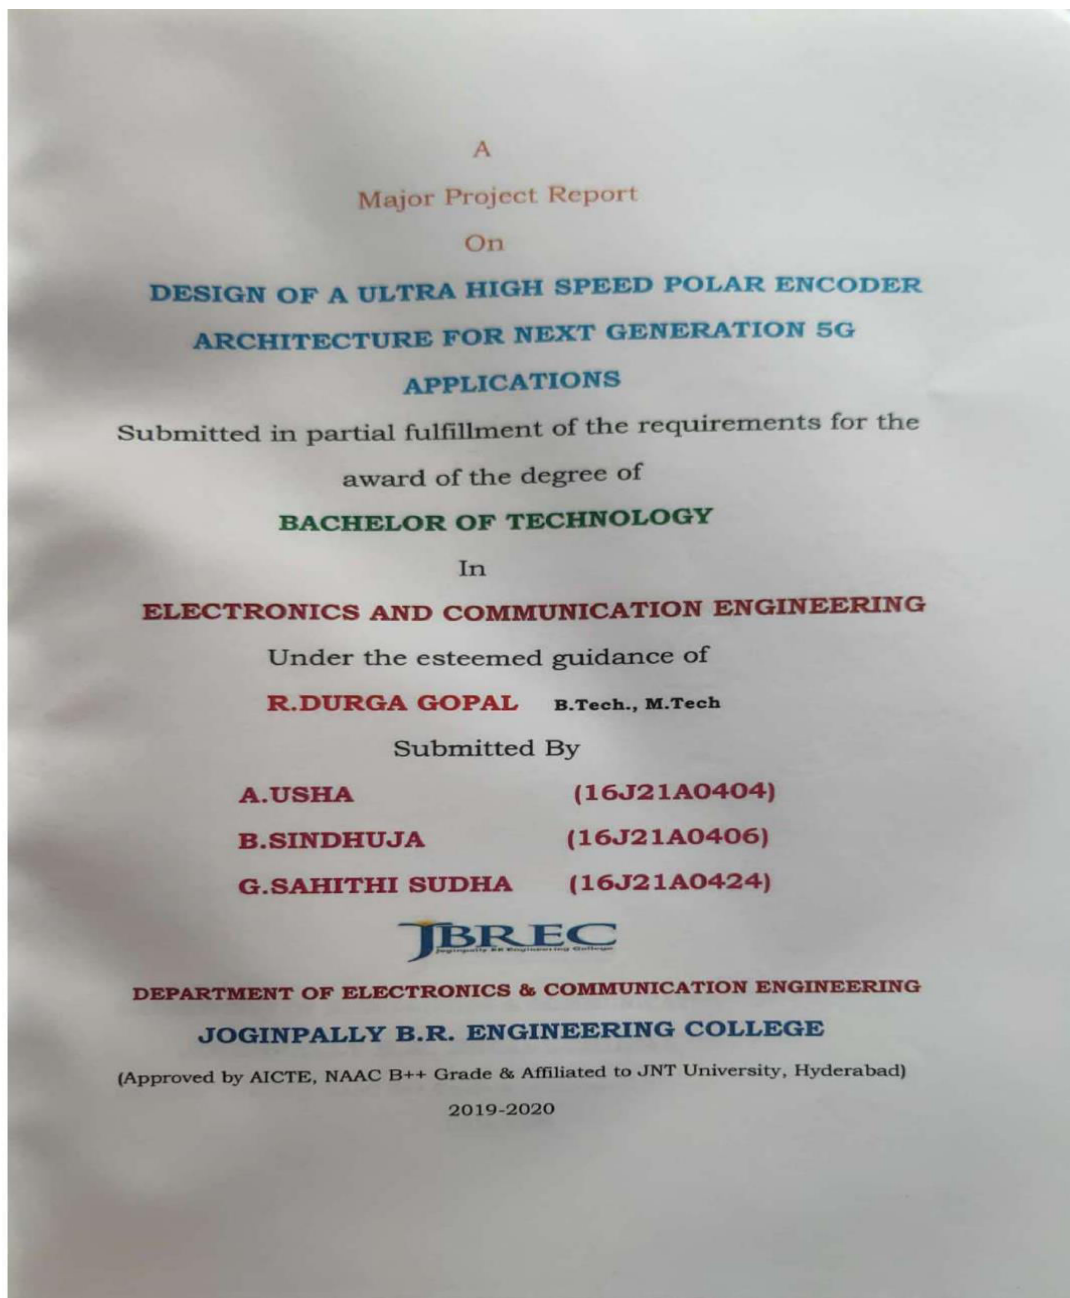 A
Major Project Report
On
DESIGN OF A ULTRA HIGH SPEED POLAR ENCODER
ARCHITECTURE FOR NEXT GENERATION 5G
APPLICATIONS
Submitted in partial fulfillment of the requirements for the
award of the degree of
BACHELOR OF TECHNOLOGY
In
ELECTRONICS AND COMMUNICATION ENGINEERING
Under the esteemed guidance of
R.DURGA GOPAL B.Tech., M.Tech
Submitted By
A.USHA (16J21A0404)
B.SINDHUJA (16J21A0406)
G.SAHITHI SUDHA (16J21A0424)
JBREC
Joginpally BR Engineering College
DEPARTMENT OF ELECTRONICS & COMMUNICATION ENGINEERING
JOGINPALLY B.R. ENGINEERING COLLEGE
(Approved by AICTE, NAAC B++ Grade & Affiliated to JNT University, Hyderabad)
2019-2020